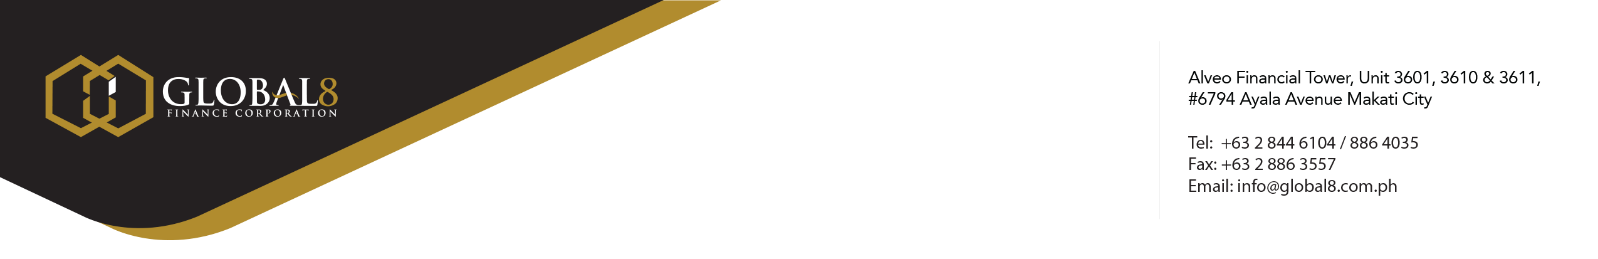 GLOBAL8
FINANCE CORPORATION
Alveo Financial Tower, Unit 3601, 3610 & 3611,
#6794 Ayala Avenue Makati City
Tel: +63 2 844 6104 / 886 4035
Fax: +63 2 886 3557
Email: info@global8.com.ph